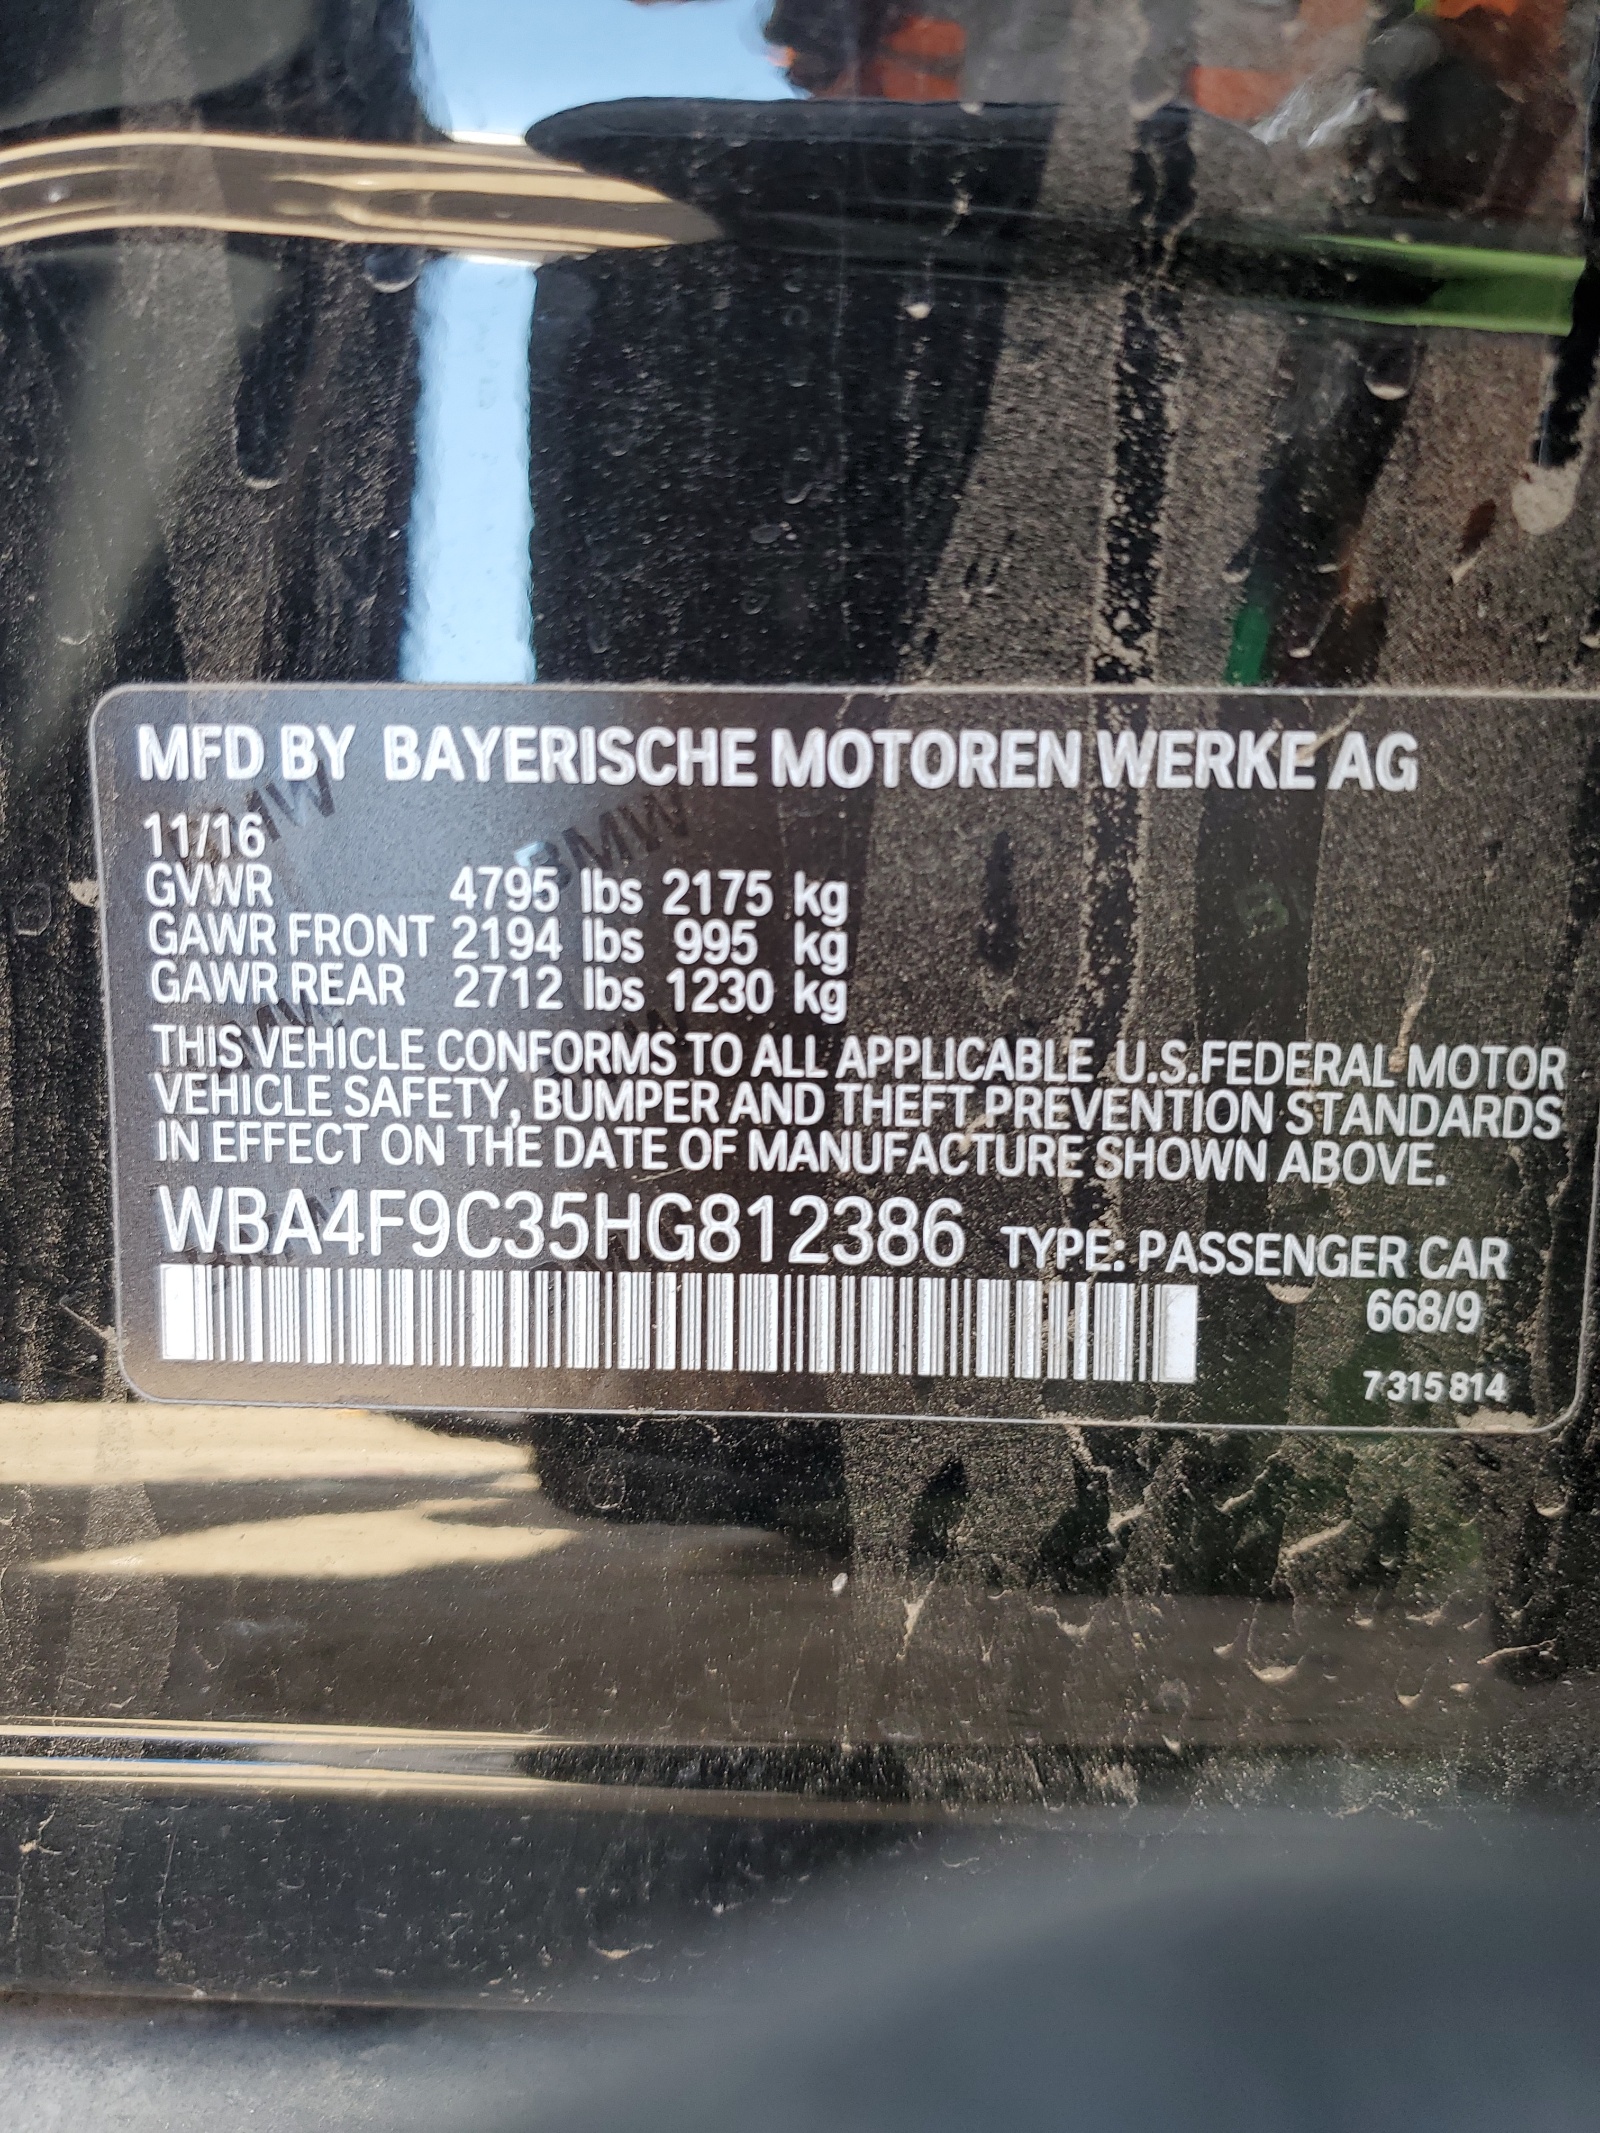 MFD BY BAYERISCHE MOTOREN WERKE AG
11/16
GVWR 4795 lbs 2175 kg
GAWR FRONT 2194 lbs 995 kg
GAWR REAR 2712 lbs 1230 kg
THIS VEHICLE CONFORMS TO ALL APPLICABLE U.S.FEDERAL MOTOR
VEHICLE SAFETY, BUMPER AND THEFT PREVENTION STANDARDS
IN EFFECT ON THE DATE OF MANUFACTURE SHOWN ABOVE.
WBA4F9C35HG812386 TYPE: PASSENGER CAR
668/9
7 315 814
BMW
BMW